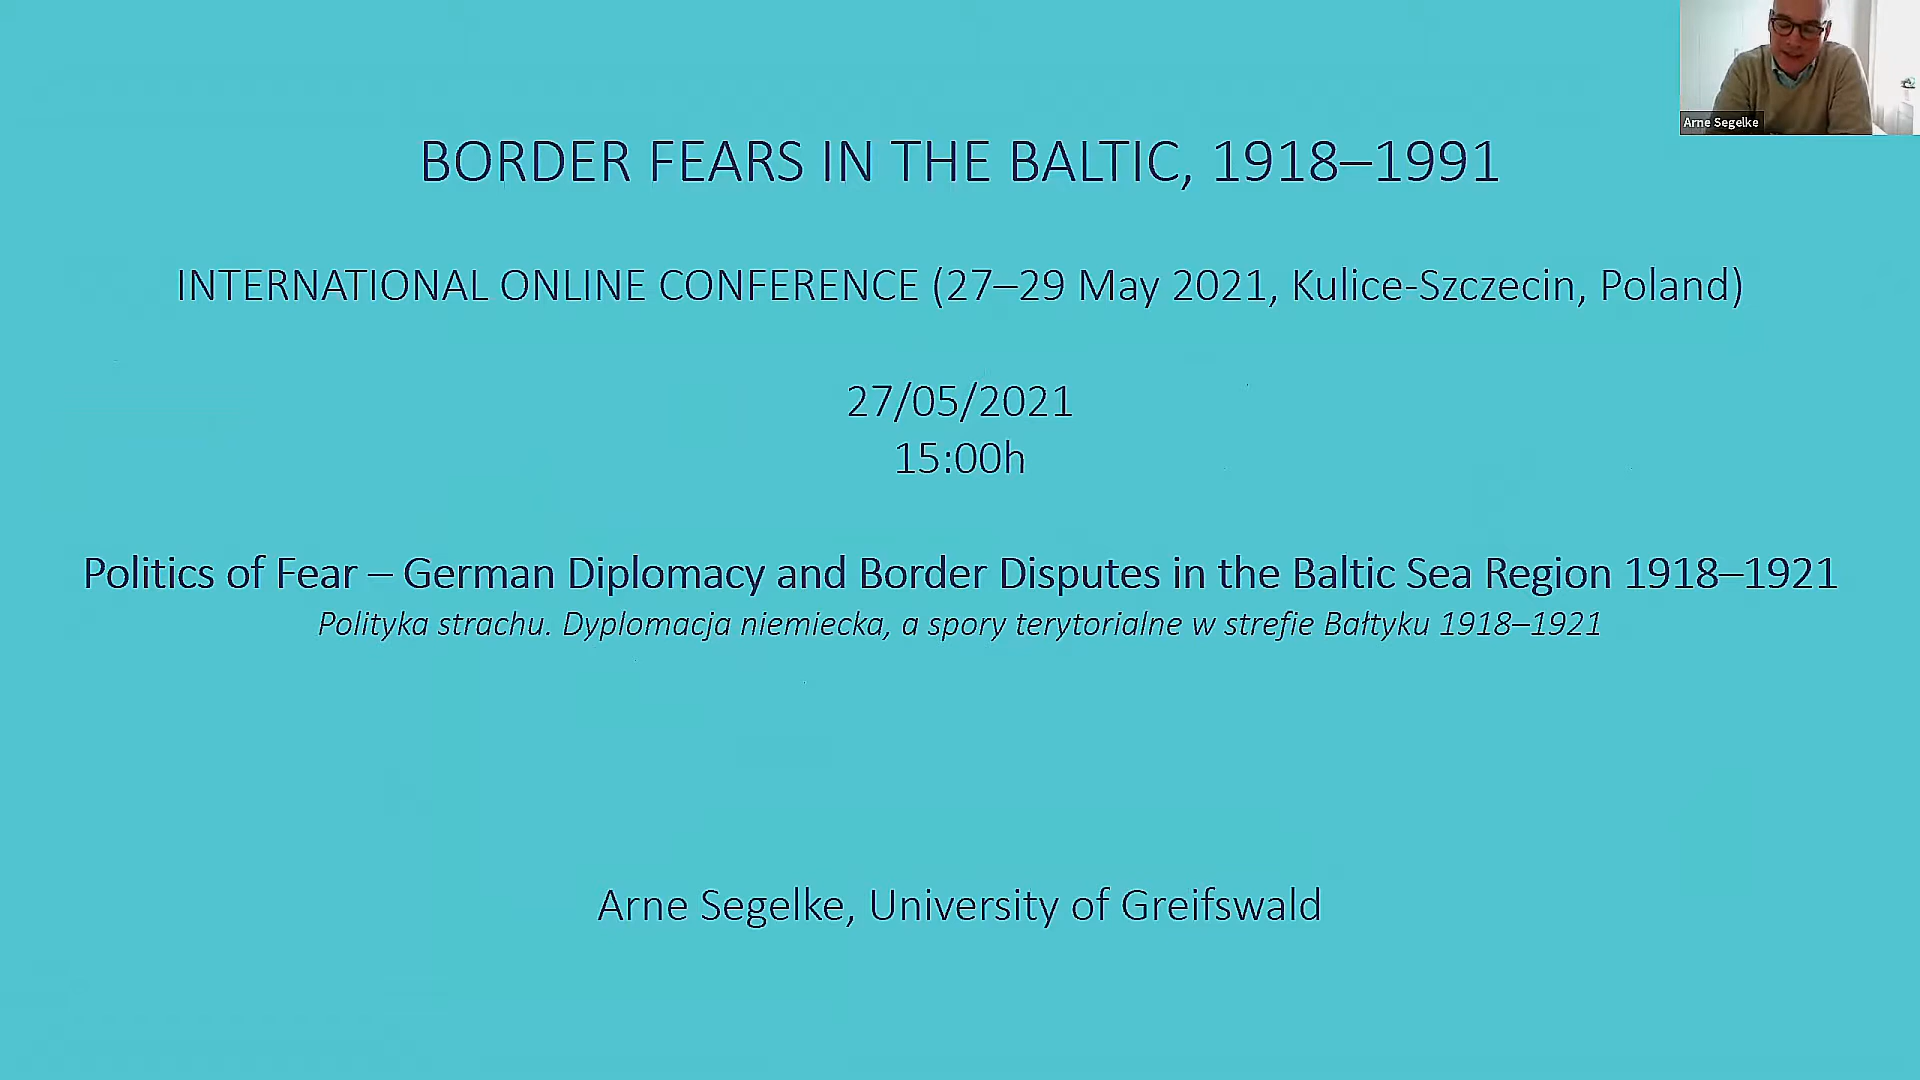 Arne Segelke
BORDER FEARS IN THE BALTIC, 1918–1991
INTERNATIONAL ONLINE CONFERENCE (27–29 May 2021, Kulice-Szczecin, Poland)
27/05/2021
15:00h
Politics of Fear – German Diplomacy and Border Disputes in the Baltic Sea Region 1918–1921
Polityka strachu. Dyplomacja niemiecka, a spory terytorialne w strefie Bałtyku 1918–1921
Arne Segelke, University of Greifswald